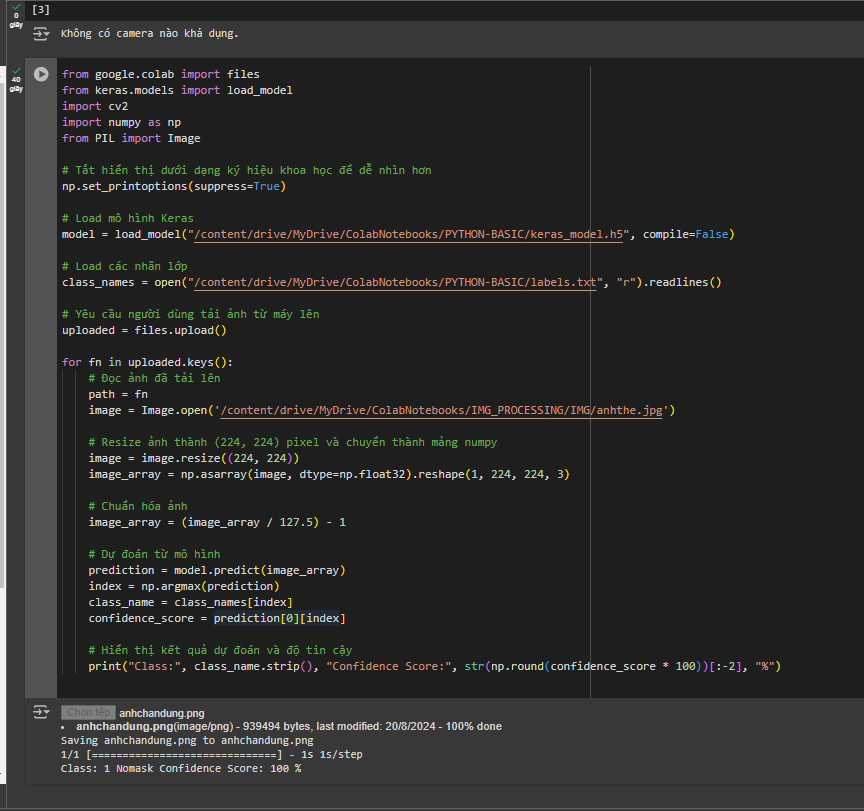 0
giây
[3]
Không có camera nào khả dụng.
40
giây
from google.colab import files
from keras.models import load_model
import cv2
import numpy as np
from PIL import Image
# Tắt hiển thị dưới dạng ký hiệu khoa học để dễ nhìn hơn
np.set_printoptions(suppress=True)
# Load mô hình Keras
model = load_model("/content/drive/MyDrive/ColabNotebooks/PYTHON-BASIC/keras_model.h5", compile=False)
# Load các nhãn lớp
class_names = open("/content/drive/MyDrive/ColabNotebooks/PYTHON-BASIC/labels.txt", "r").readlines()
# Yêu cầu người dùng tải ảnh từ máy lên
uploaded = files.upload()
for fn in uploaded.keys():
    # Đọc ảnh đã tải lên
    path = fn
    image = Image.open('/content/drive/MyDrive/ColabNotebooks/IMG_PROCESSING/IMG/anhthe.jpg')
    # Resize ảnh thành (224, 224) pixel và chuyển thành mảng numpy
    image = image.resize((224, 224))
    image_array = np.asarray(image, dtype=np.float32).reshape(1, 224, 224, 3)
    # Chuẩn hóa ảnh
    image_array = (image_array / 127.5) - 1
    # Dự đoán từ mô hình
    prediction = model.predict(image_array)
    index = np.argmax(prediction)
    class_name = class_names[index]
    confidence_score = prediction[0][index]
    # Hiển thị kết quả dự đoán và độ tin cậy
    print("Class:", class_name.strip(), "Confidence Score:", str(np.round(confidence_score * 100))[:-2], "%")
Chọn tệp anhchandung.png
• anhchandung.png(image/png) - 939494 bytes, last modified: 20/8/2024 - 100% done
Saving anhchandung.png to anhchandung.png
1/1 [==============================] - 1s 1s/step
Class: 1 Nomask Confidence Score: 100 %